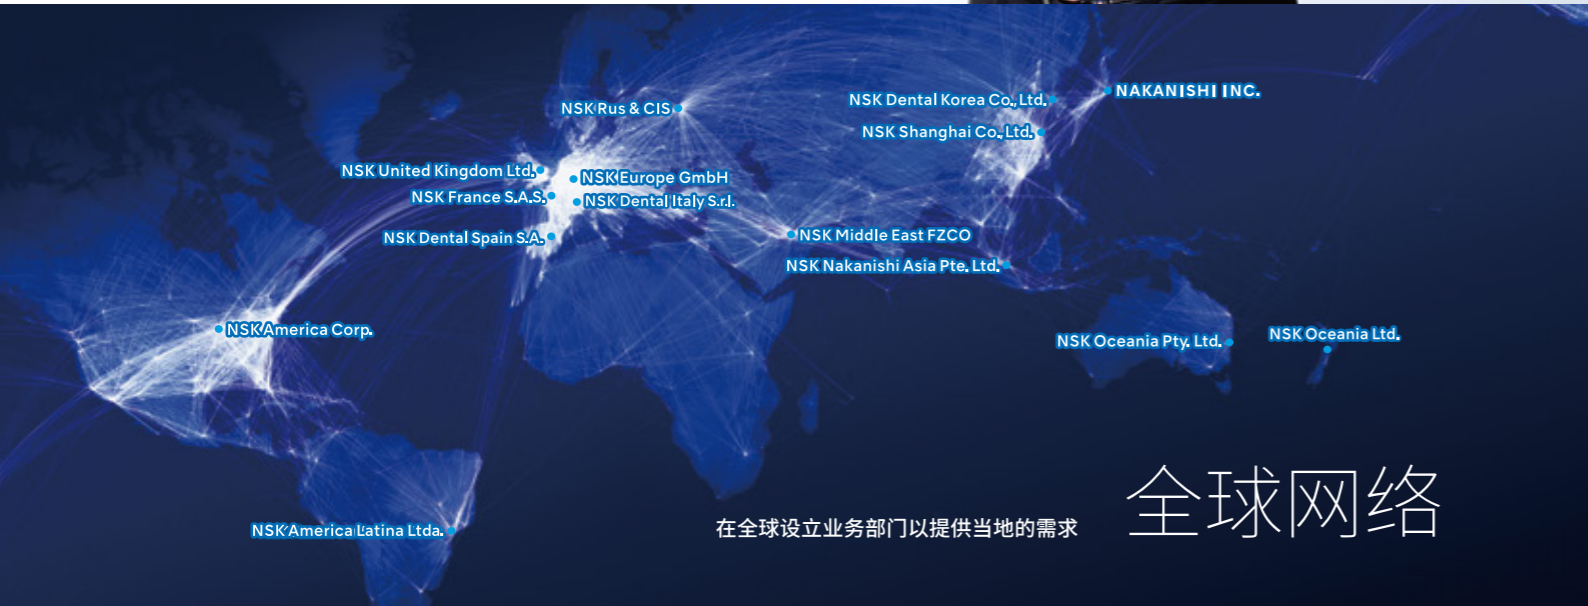 NAKANISHI INC.
NSK Dental Korea Co., Ltd.
NSK Rus & CIS
NSK Shanghai Co., Ltd.
NSK United Kingdom Ltd.
NSK Europe GmbH
NSK France S.A.S.
NSK Dental Italy S.r.l.
NSK Dental Spain S.A.
NSK Middle East FZCO
NSK Nakanishi Asia Pte. Ltd.
NSK America Corp.
NSK Oceania Pty. Ltd.
NSK Oceania Ltd.
NSK America Latina Ltda.
在全球设立业务部门以提供当地的需求
全球网络